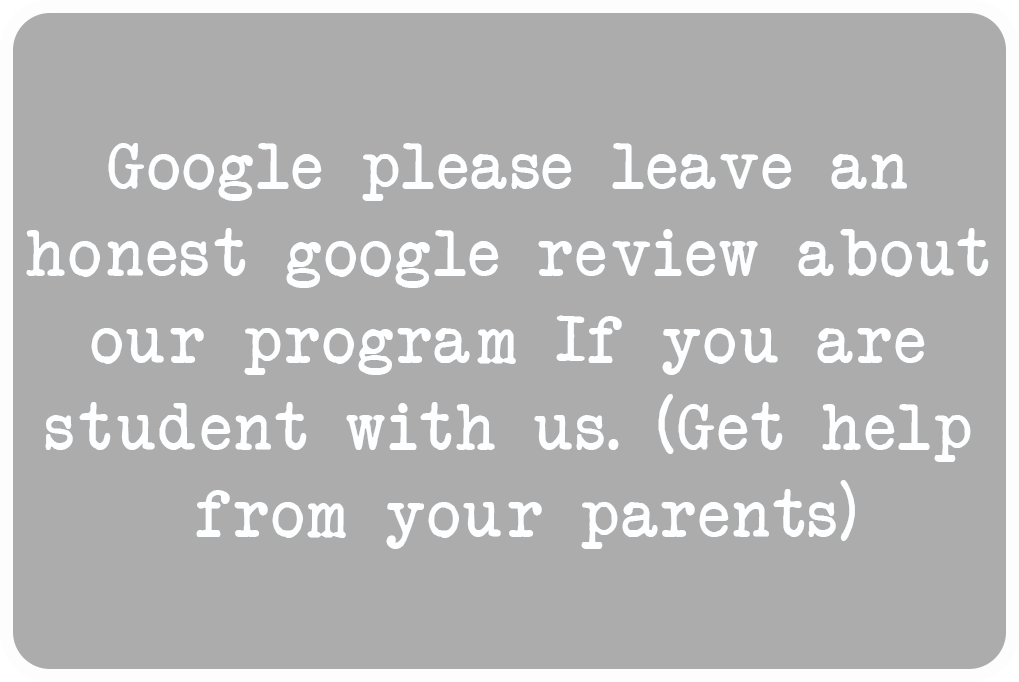 Google please leave an
honest google review about
our program If you are
student with us. (Get help
from your parents)